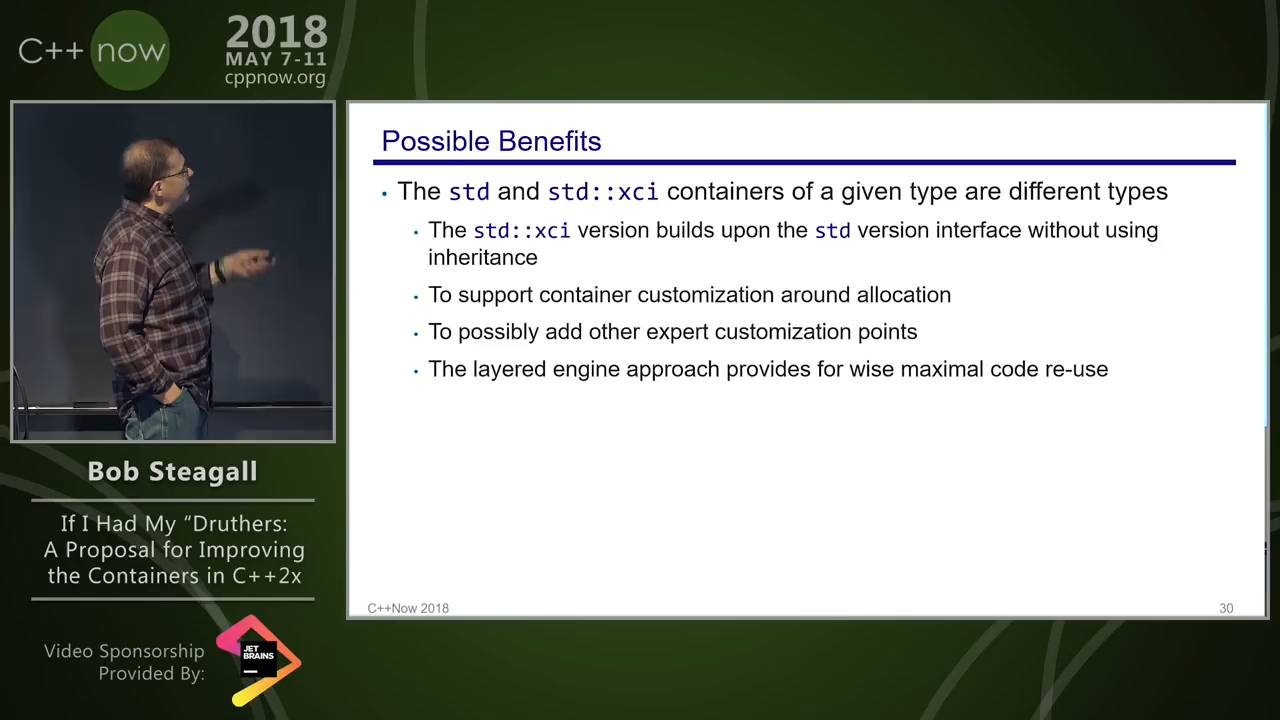 C++ now
2018
MAY 7-11
cppnow.org
Possible Benefits
• The std and std::xci containers of a given type are different types
• The std::xci version builds upon the std version interface without using
inheritance
• To support container customization around allocation
• To possibly add other expert customization points
• The layered engine approach provides for wise maximal code re-use
C++Now 2018
30
Bob Steagall
If I Had My “Druthers:
A Proposal for Improving
the Containers in C++2x
Video Sponsorship
Provided By:
JET
BRAINS